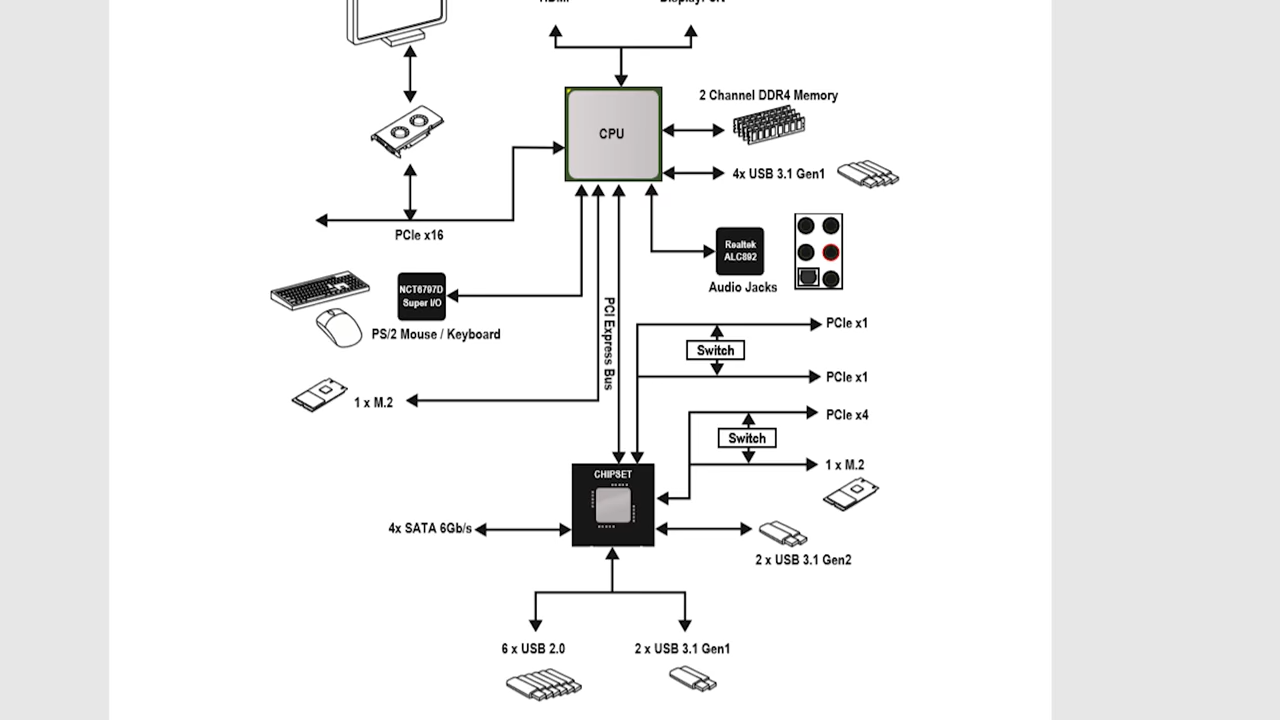 2 Channel DDR4 Memory
CPU
4x USB 3.1 Gen1
PCIe x16
Realtek
ALC892
Audio Jacks
NCT6797D
Super I/O
PS/2 Mouse / Keyboard
PCI Express Bus
PCIe x1
Switch
PCIe x1
1 x M.2
PCIe x4
Switch
1 x M.2
CHIPSET
4x SATA 6Gb/s
2 x USB 3.1 Gen2
6 x USB 2.0
2 x USB 3.1 Gen1